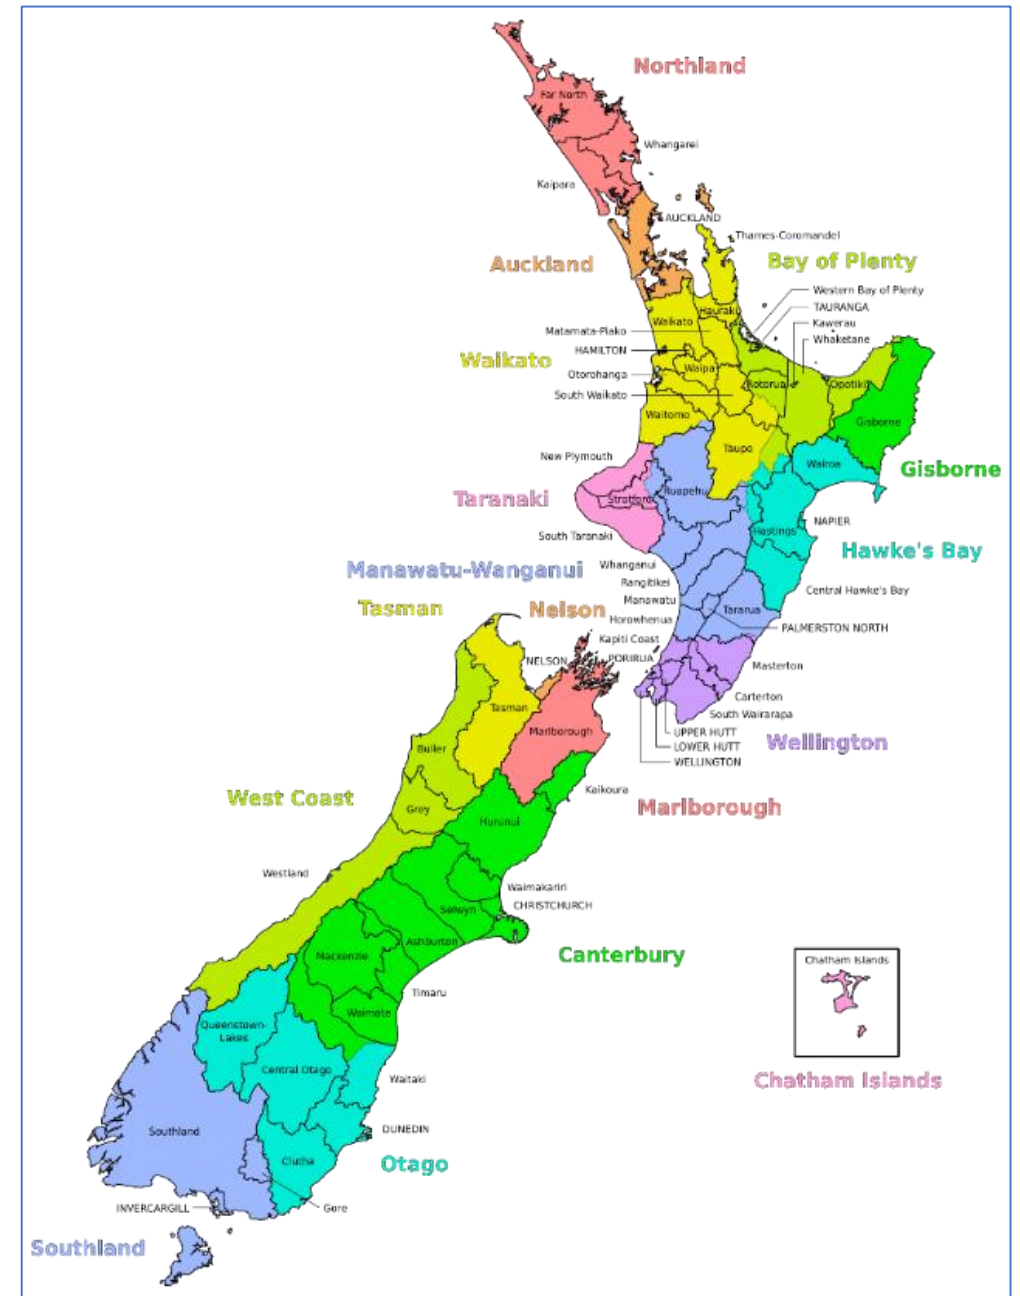 Northland
Far North
Whangarei
Kaipara
AUCKLAND
Thames-Coromandel
Auckland
Bay of Plenty
Western Bay of Plenty
TAURANGA
Hauraki
Waikato
Kawerau
Matamata-Piako
Whaketane
HAMILTON
Waikato
Waipa
Otorohanga
Rotorua
Opotiki
South Waikato
Waitomo
Gisborne
Taupo
New Plymouth
Wairoa
Gisborne
Taranaki
Ruapehu
Stratford
NAPIER
South Taranaki
Hastings
Hawke's Bay
Whanganui
Manawatu-Wanganui
Rangitikei
Central Hawke's Bay
Manawatu
Tasman
Nelson
Tararua
Horowhenua
PALMERSTON NORTH
Kapiti Coast
NELSON
PORIRUA
Masterton
Carterton
Tasman
South Wairarapa
Marlborough
UPPER HUTT
Wellington
Buller
LOWER HUTT
WELLINGTON
Kaikoura
West Coast
Marlborough
Grey
Hurunui
Westland
Waimakariri
CHRISTCHURCH
Selwyn
Ashburton
Canterbury
Mackenzie
Chatham Islands
Timaru
Waimate
Queenstown-
Lakes
Central Otago
Waitaki
Chatham Islands
DUNEDIN
Southland
Clutha
Otago
INVERCARGILL
Gore
Southland